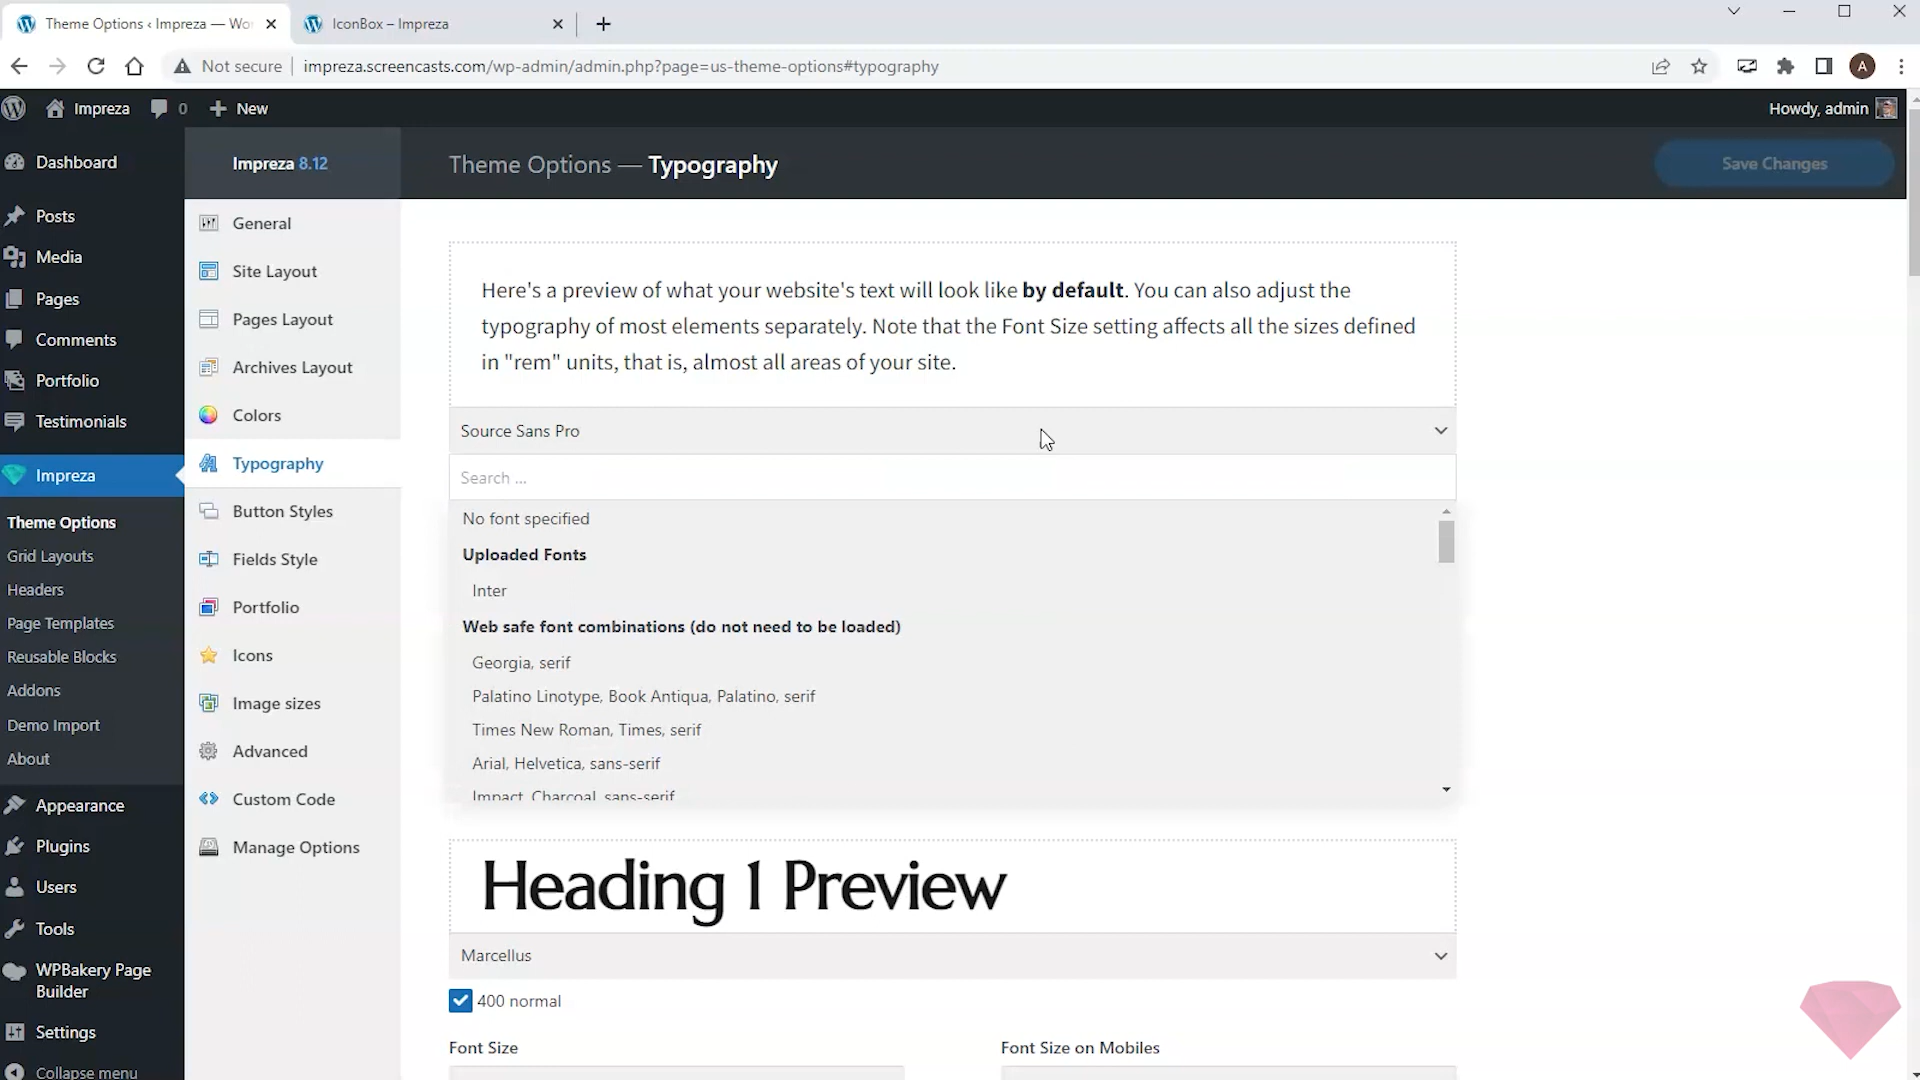 Theme Options ‹ Impreza — Wo
IconBox – Impreza
Not secure
impreza.screencasts.com/wp-admin/admin.php?page=us-theme-options#typography
A
Impreza
0
New
Howdy, admin
Dashboard
Posts
Media
Pages
Comments
Portfolio
Testimonials
Impreza
Theme Options
Grid Layouts
Headers
Page Templates
Reusable Blocks
Addons
Demo Import
About
Appearance
Plugins
Users
Tools
WPBakery Page
Builder
Settings
Collapse menu
Impreza 8.12
General
Site Layout
Pages Layout
Archives Layout
Colors
Typography
Button Styles
Fields Style
Portfolio
Icons
Image sizes
Advanced
Custom Code
Manage Options
Theme Options — Typography
Save Changes
Here's a preview of what your website's text will look like by default. You can also adjust the
typography of most elements separately. Note that the Font Size setting affects all the sizes defined
in "rem" units, that is, almost all areas of your site.
Source Sans Pro
Search ...
No font specified
Uploaded Fonts
Inter
Web safe font combinations (do not need to be loaded)
Georgia, serif
Palatino Linotype, Book Antiqua, Palatino, serif
Times New Roman, Times, serif
Arial, Helvetica, sans-serif
Impact, Charcoal, sans-serif
Heading 1 Preview
Marcellus
400 normal
Font Size
Font Size on Mobiles